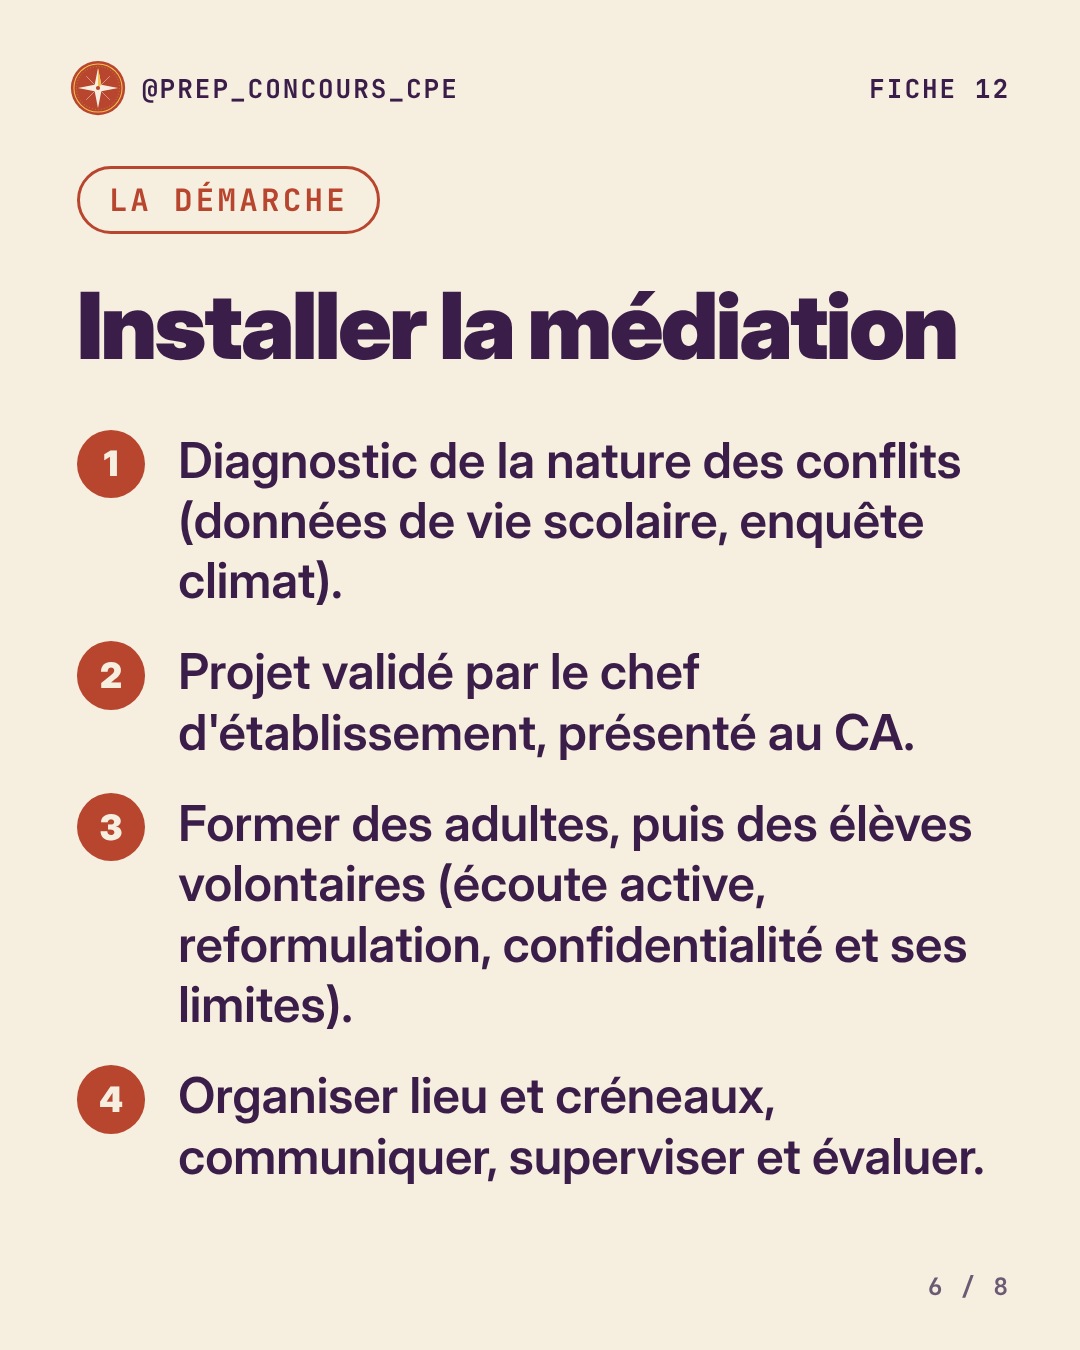 @PREP_CONCOURS_CPE
FICHE 12
LA DÉMARCHE
Installer la médiation
1 Diagnostic de la nature des conflits
(données de vie scolaire, enquête
climat).
2 Projet validé par le chef
d'établissement, présenté au CA.
3 Former des adultes, puis des élèves
volontaires (écoute active,
reformulation, confidentialité et ses
limites).
4 Organiser lieu et créneaux,
communiquer, superviser et évaluer.
6 / 8